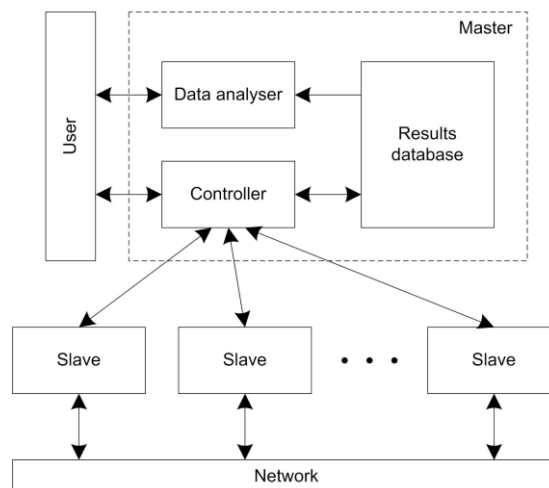 Master
User
Data analyser
Results
database
Controller
Slave
Slave
Slave
Network